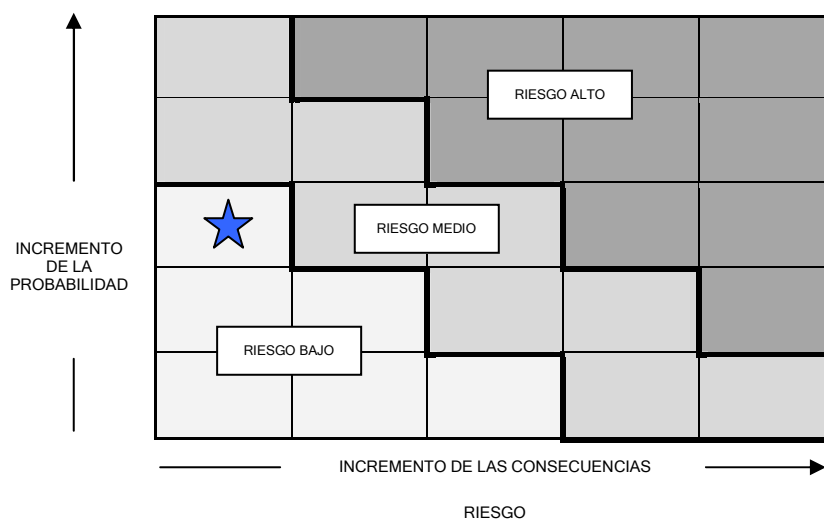 RIESGO ALTO
RIESGO MEDIO
INCREMENTO
DE LA
PROBABILIDAD
RIESGO BAJO
INCREMENTO DE LAS CONSECUENCIAS
RIESGO